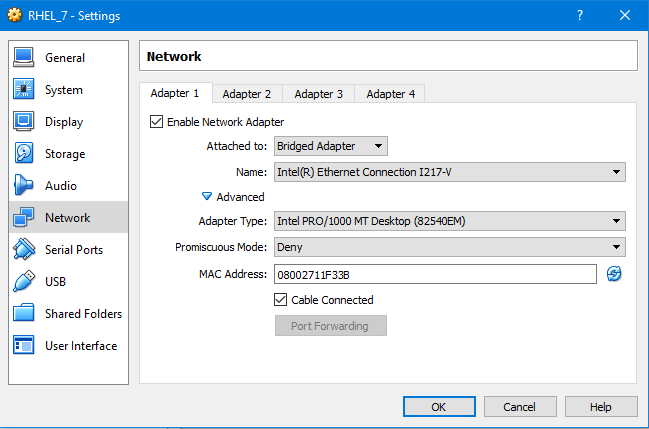 RHEL_7 - Settings
?
General
System
Display
Storage
Audio
Network
Serial Ports
USB
Shared Folders
User Interface
Network
Adapter 1 Adapter 2 Adapter 3 Adapter 4
Enable Network Adapter
Attached to: Bridged Adapter
Name: Intel(R) Ethernet Connection I217-V
Advanced
Adapter Type: Intel PRO/1000 MT Desktop (82540EM)
Promiscuous Mode: Deny
MAC Address: 08002711F33B
Cable Connected
Port Forwarding
OK Cancel Help